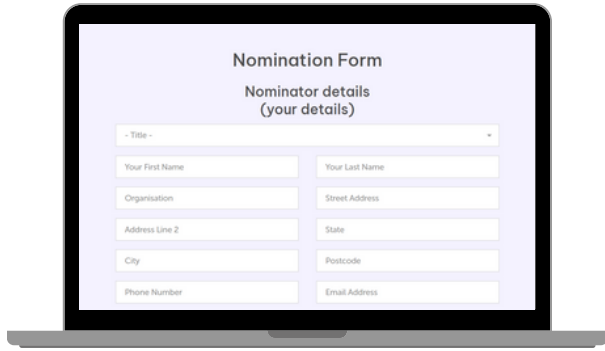 Nomination Form
Nominator details
(your details)
- Title -
Your First Name
Your Last Name
Organisation
Street Address
Address Line 2
State
City
Postcode
Phone Number
Email Address